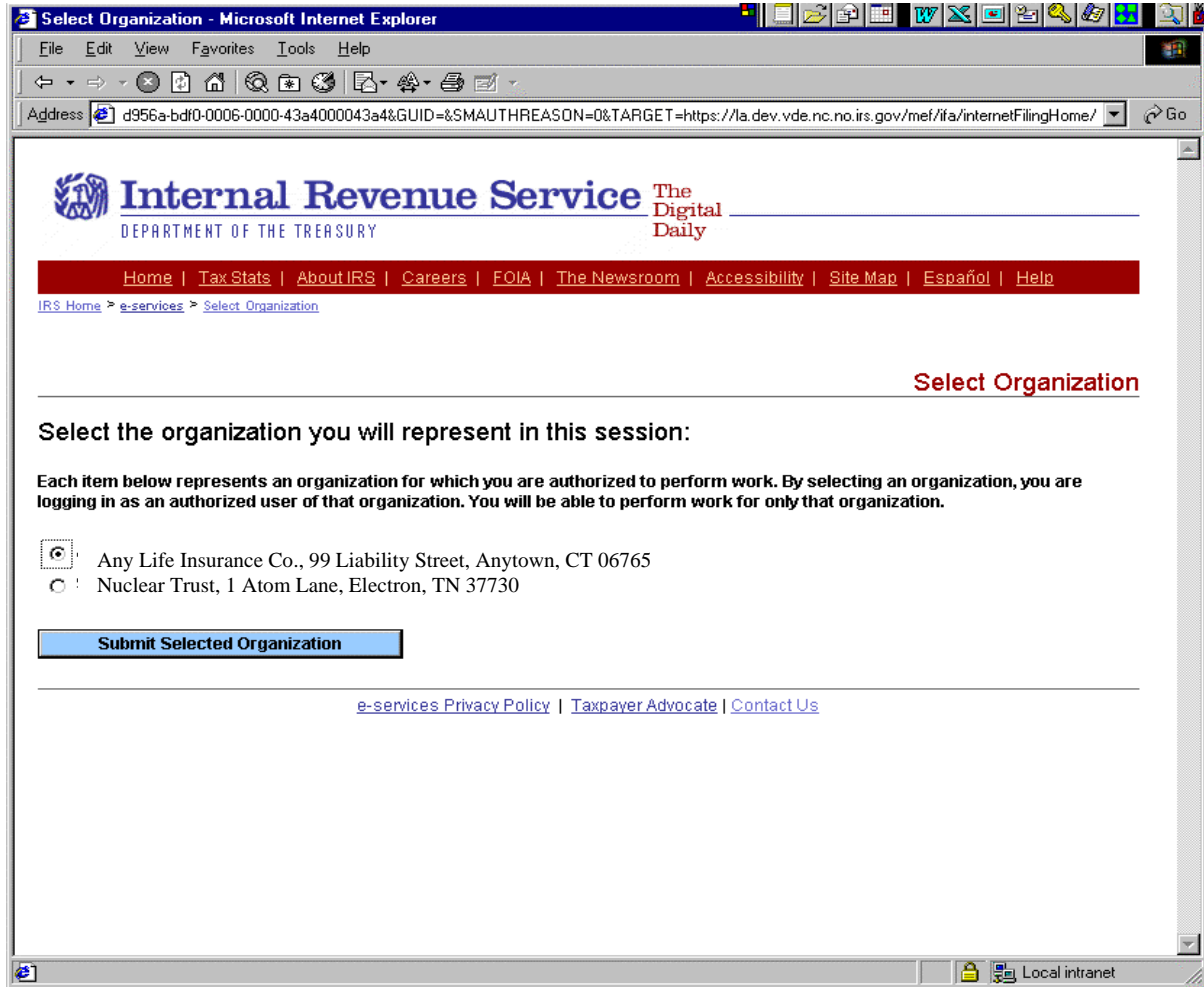 Select Organization - Microsoft Internet Explorer
File Edit View Favorites Tools Help
Address d956a-bdf0-0006-0000-43a4000043a4&GUID=&SMAUTHREASON=0&TARGET=https://la.dev.vde.nc.no.irs.gov/mef/ifa/internetFilingHome/ Go
Internal Revenue Service
DEPARTMENT OF THE TREASURY
The
Digital
Daily
Home | Tax Stats | About IRS | Careers | FOIA | The Newsroom | Accessibility | Site Map | Español | Help
IRS Home > e-services > Select Organization
Select Organization
Select the organization you will represent in this session:
Each item below represents an organization for which you are authorized to perform work. By selecting an organization, you are
logging in as an authorized user of that organization. You will be able to perform work for only that organization.
Any Life Insurance Co., 99 Liability Street, Anytown, CT 06765
Nuclear Trust, 1 Atom Lane, Electron, TN 37730
Submit Selected Organization
e-services Privacy Policy | Taxpayer Advocate | Contact Us
Local intranet